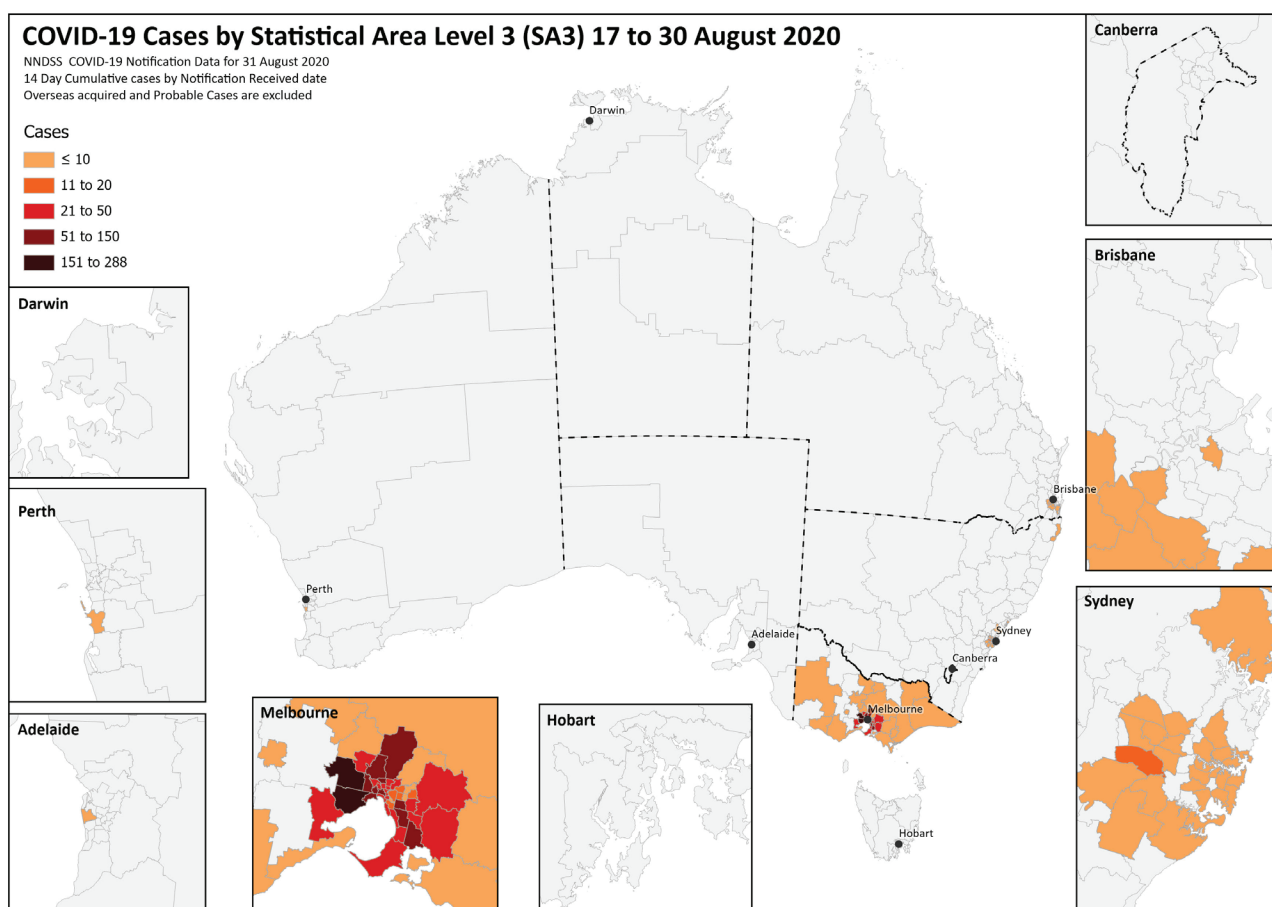 COVID-19 Cases by Statistical Area Level 3 (SA3) 17 to 30 August 2020
NNDSS COVID-19 Notification Data for 31 August 2020
14 Day Cumulative cases by Notification Received date
Overseas acquired and Probable Cases are excluded
Cases
≤ 10
11 to 20
21 to 50
51 to 150
151 to 288
Darwin
Perth
Adelaide
Melbourne
Hobart
Canberra
Brisbane
Sydney
Darwin
Brisbane
Perth
Adelaide
Sydney
Canberra
Melbourne
Hobart